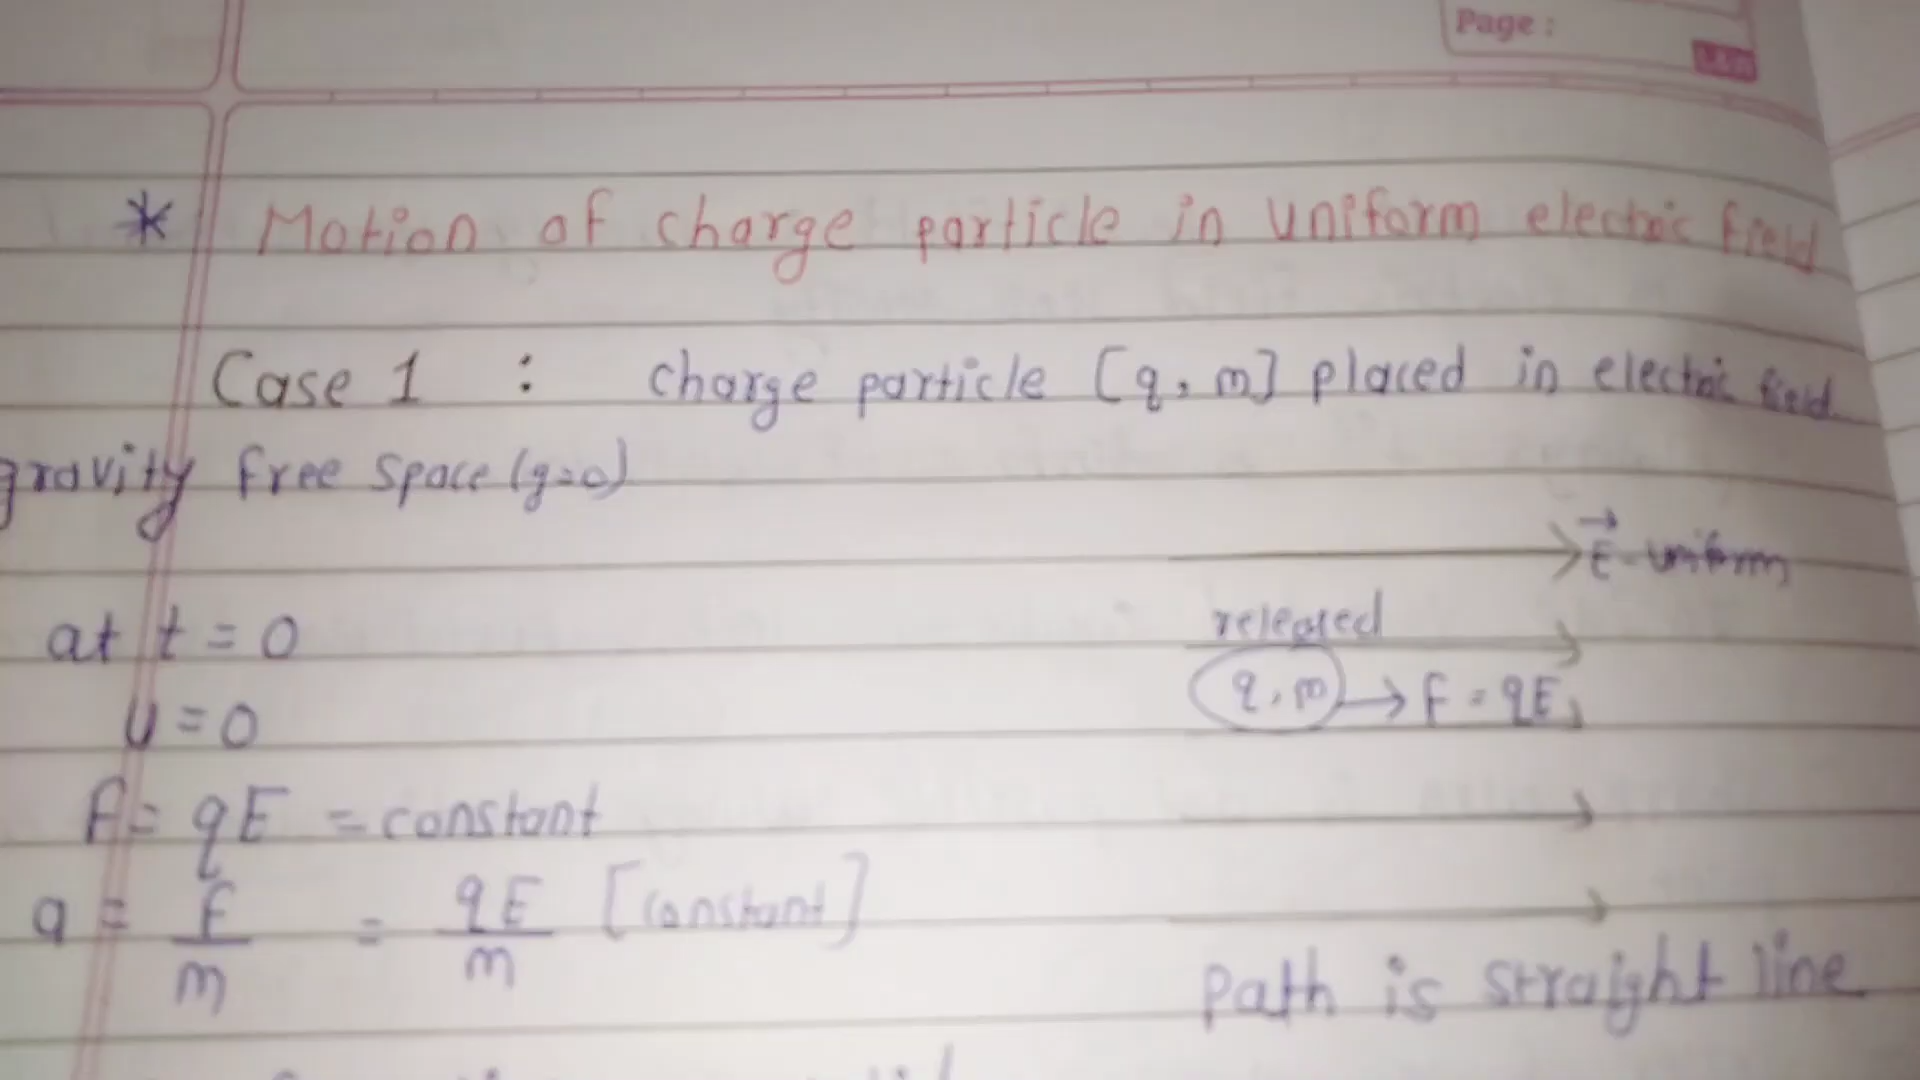 Page :
* Motion of charge particle in uniform electric field
Case 1 : charge particle [q, m] placed in electric field
gravity free space (g=0)
E - uniform
at t = 0
released
u = 0
q, m → F = qE
F = qE = constant
a = F/m = qE/m [constant]
path is straight line